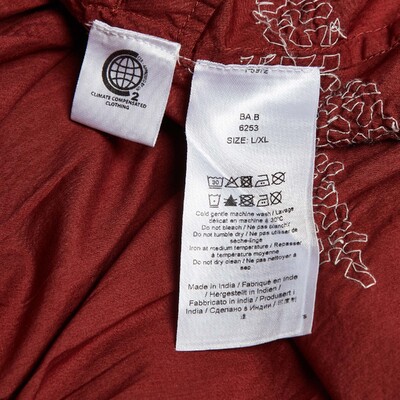 2
CLIMATE COMPENSATED
CLOTHING
BA.B
6253
SIZE: L/XL
Cold gentle machine wash / Lavage
délicat en machine à 30°C
Do not bleach / Ne pas blanchir
Do not tumble dry / Ne pas utiliser de
sèche-linge
Iron at medium temperature / Repasser
à température moyenne
Do not dry clean / Ne pas nettoyer à
sec.
Made in India / Fabriqué en Inde
/ Hergestellt in Indien /
Fabbricato in India / Produsert i
India / Сделано в Индии /